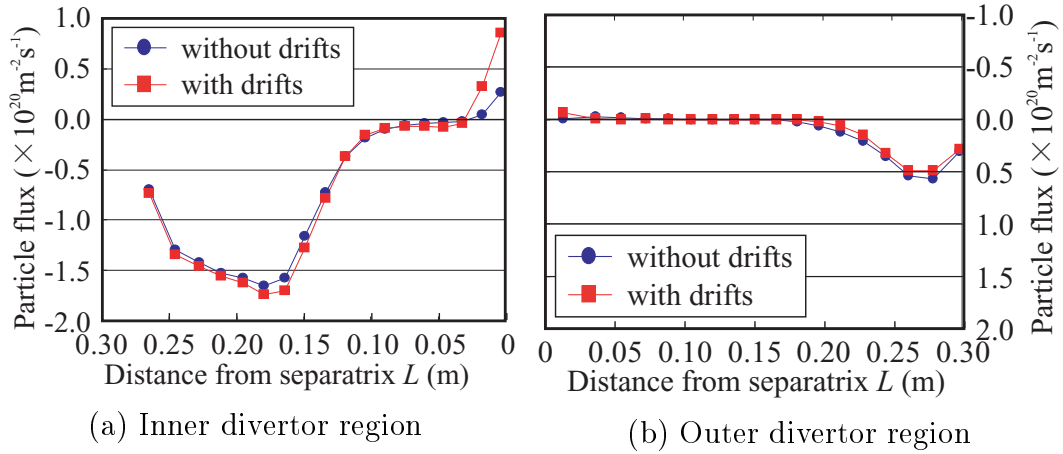 1.0
0.5
0.0
-0.5
-1.0
-1.5
-2.0
Particle flux (×10²⁰m⁻²s⁻¹)
without drifts
with drifts
0.30 0.20 0.15 0.10 0.05 0
Distance from separatrix L (m)
(a) Inner divertor region
-1.0
-0.5
0.0
0.5
1.0
1.5
2.0
Particle flux (×10²⁰m⁻²s⁻¹)
without drifts
with drifts
0 0.05 0.10 0.15 0.20 0.25 0.30
Distance from separatrix L (m)
(b) Outer divertor region